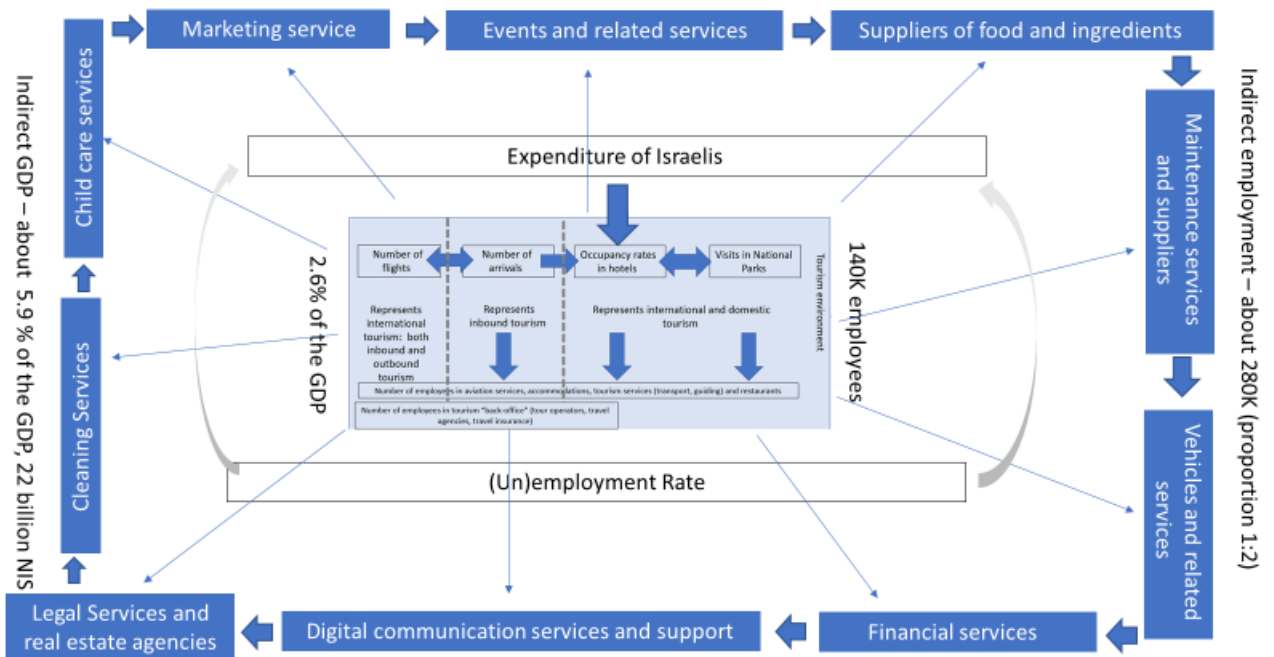 Marketing service
Events and related services
Suppliers of food and ingredients
Maintenance services
and suppliers
Vehicles and related
services
Financial services
Digital communication services and support
Legal Services and
real estate agencies
Cleaning Services
Child care services
Indirect GDP – about 5.9 % of the GDP, 22 billion NIS
Indirect employment – about 280K (proportion 1:2)
Expenditure of Israelis
2.6% of the GDP
140K employees
Tourism environment
Number of
flights
Number of
arrivals
Occupancy rates
in hotels
Visits in National
Parks
Represents
international
tourism: both
inbound and
outbound
tourism
Represents
inbound tourism
Represents international and domestic
tourism
Number of employees in aviation services, accommodations, tourism services (transport, guiding) and restaurants
Number of employees in tourism "back-office" (tour operators, travel
agencies, travel insurance)
(Un)employment Rate